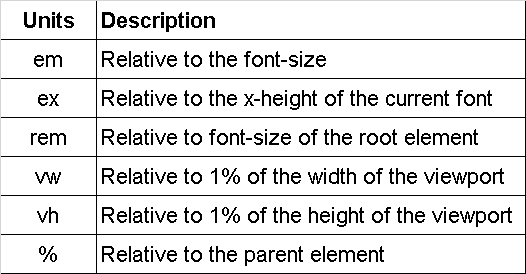 Units Description
em Relative to the font-size
ex Relative to the x-height of the current font
rem Relative to font-size of the root element
vw Relative to 1% of the width of the viewport
vh Relative to 1% of the height of the viewport
% Relative to the parent element